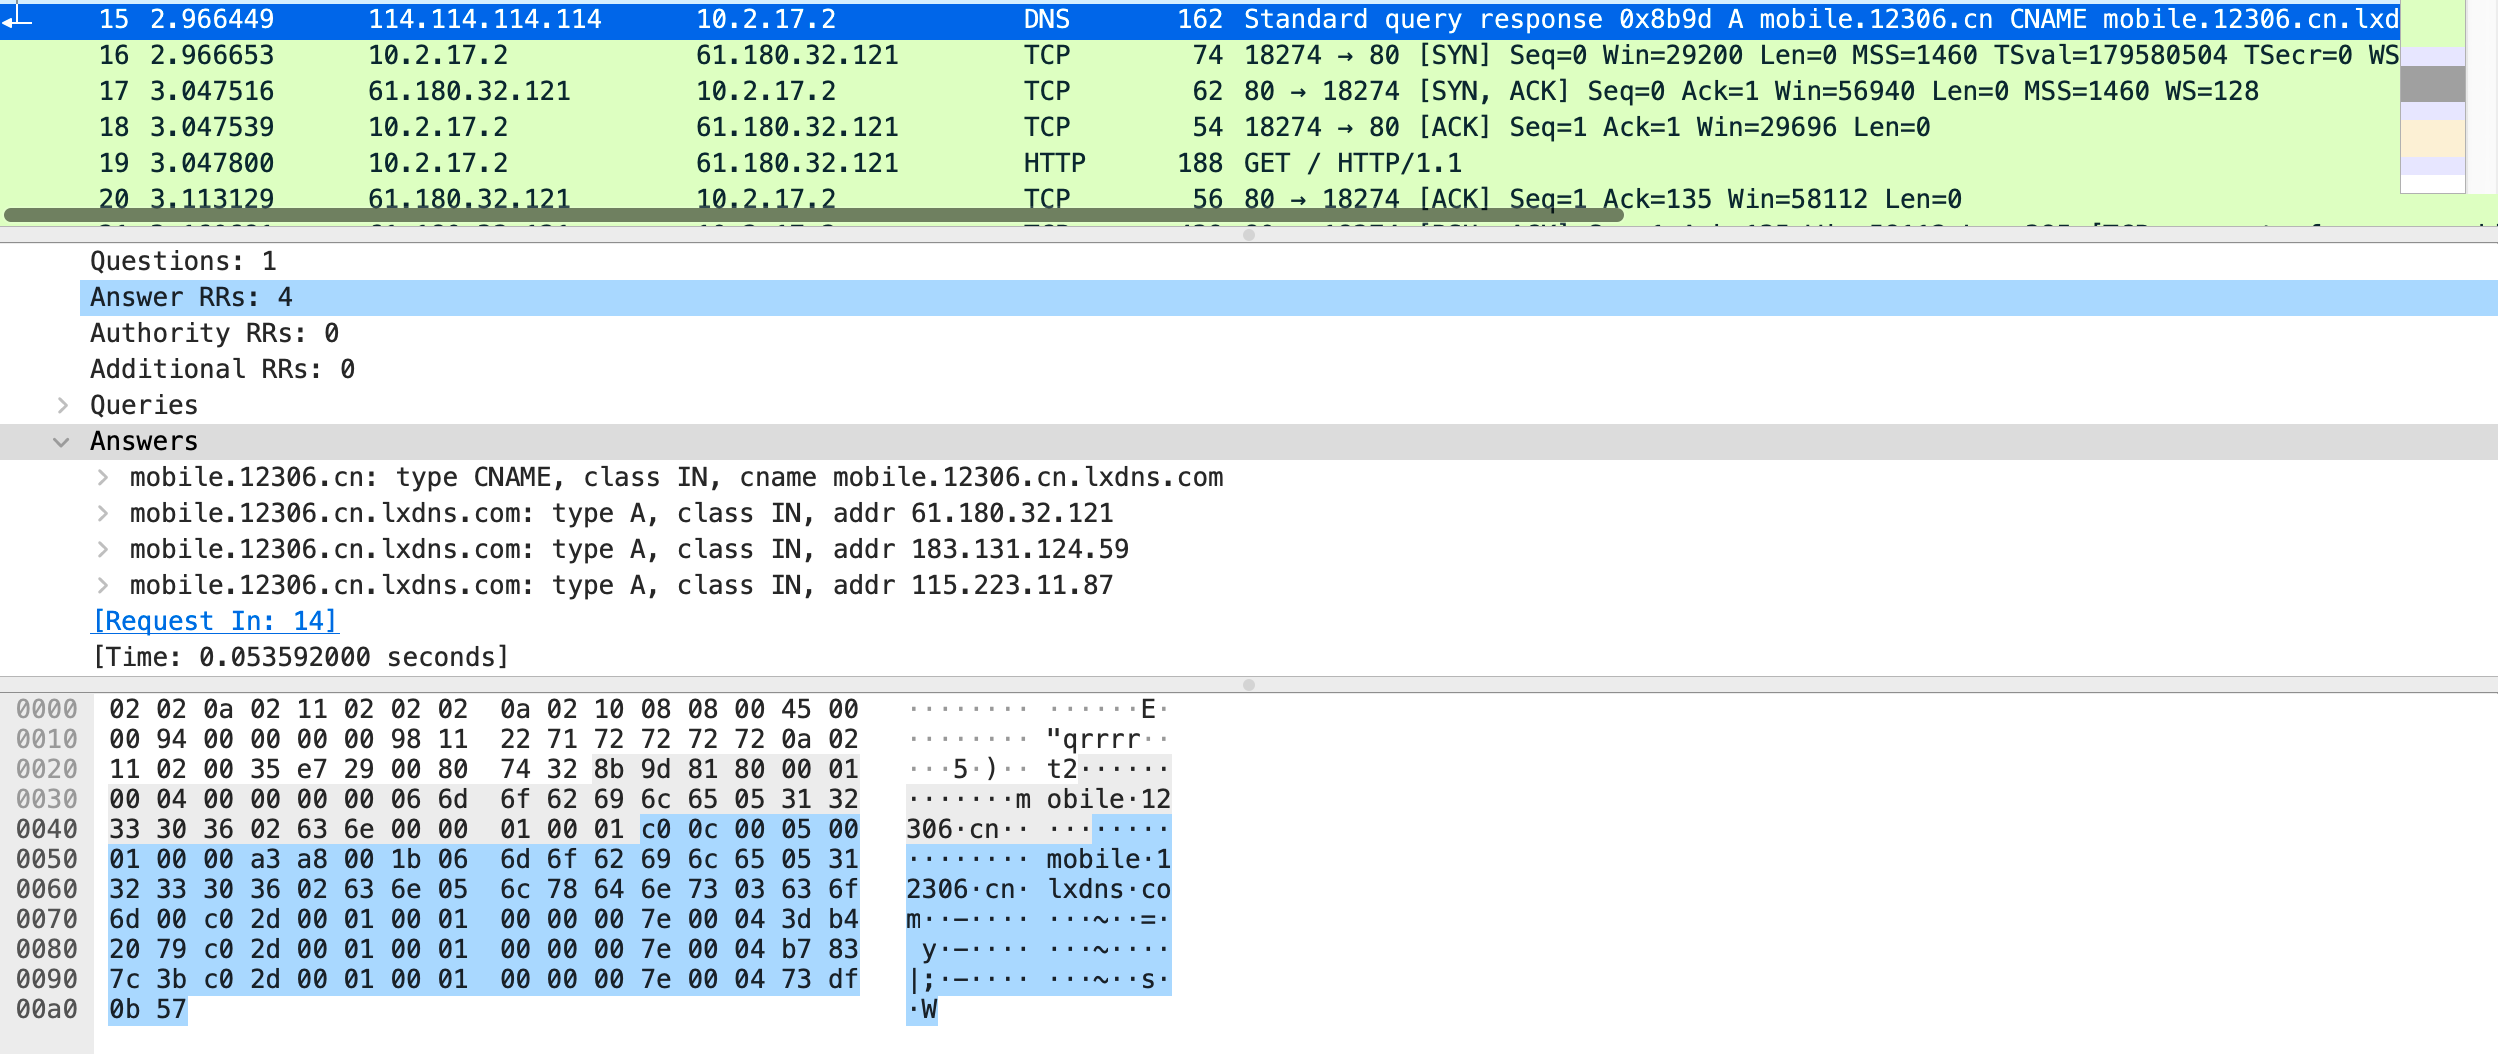 15 2.966449 114.114.114.114 10.2.17.2 DNS 162 Standard query response 0x8b9d A mobile.12306.cn CNAME mobile.12306.cn.lxd
16 2.966653 10.2.17.2 61.180.32.121 TCP 74 18274 → 80 [SYN] Seq=0 Win=29200 Len=0 MSS=1460 TSval=179580504 TSecr=0 WS
17 3.047516 61.180.32.121 10.2.17.2 TCP 62 80 → 18274 [SYN, ACK] Seq=0 Ack=1 Win=56940 Len=0 MSS=1460 WS=128
18 3.047539 10.2.17.2 61.180.32.121 TCP 54 18274 → 80 [ACK] Seq=1 Ack=1 Win=29696 Len=0
19 3.047800 10.2.17.2 61.180.32.121 HTTP 188 GET / HTTP/1.1
20 3.113129 61.180.32.121 10.2.17.2 TCP 56 80 → 18274 [ACK] Seq=1 Ack=135 Win=58112 Len=0
Questions: 1
Answer RRs: 4
Authority RRs: 0
Additional RRs: 0
Queries
Answers
mobile.12306.cn: type CNAME, class IN, cname mobile.12306.cn.lxdns.com
mobile.12306.cn.lxdns.com: type A, class IN, addr 61.180.32.121
mobile.12306.cn.lxdns.com: type A, class IN, addr 183.131.124.59
mobile.12306.cn.lxdns.com: type A, class IN, addr 115.223.11.87
[Request In: 14]
[Time: 0.053592000 seconds]
0000 02 02 0a 02 11 02 02 02 0a 02 10 08 08 00 45 00 ········ ······E·
0010 00 94 00 00 00 00 98 11 22 71 72 72 72 72 0a 02 ········ "qrrrr··
0020 11 02 00 35 e7 29 00 80 74 32 8b 9d 81 80 00 01 ···5·)·· t2······
0030 00 04 00 00 00 00 06 6d 6f 62 69 6c 65 05 31 32 ·······m obile·12
0040 33 30 36 02 63 6e 00 00 01 00 01 c0 0c 00 05 00 306·cn·· ········
0050 01 00 00 a3 a8 00 1b 06 6d 6f 62 69 6c 65 05 31 ········ mobile·1
0060 32 33 30 36 02 63 6e 05 6c 78 64 6e 73 03 63 6f 2306·cn· lxdns·co
0070 6d 00 c0 2d 00 01 00 01 00 00 00 7e 00 04 3d b4 m··-···· ···~··=·
0080 20 79 c0 2d 00 01 00 01 00 00 00 7e 00 04 b7 83 y·-···· ···~····
0090 7c 3b c0 2d 00 01 00 01 00 00 00 7e 00 04 73 df |;·-···· ···~··s·
00a0 0b 57 ·W